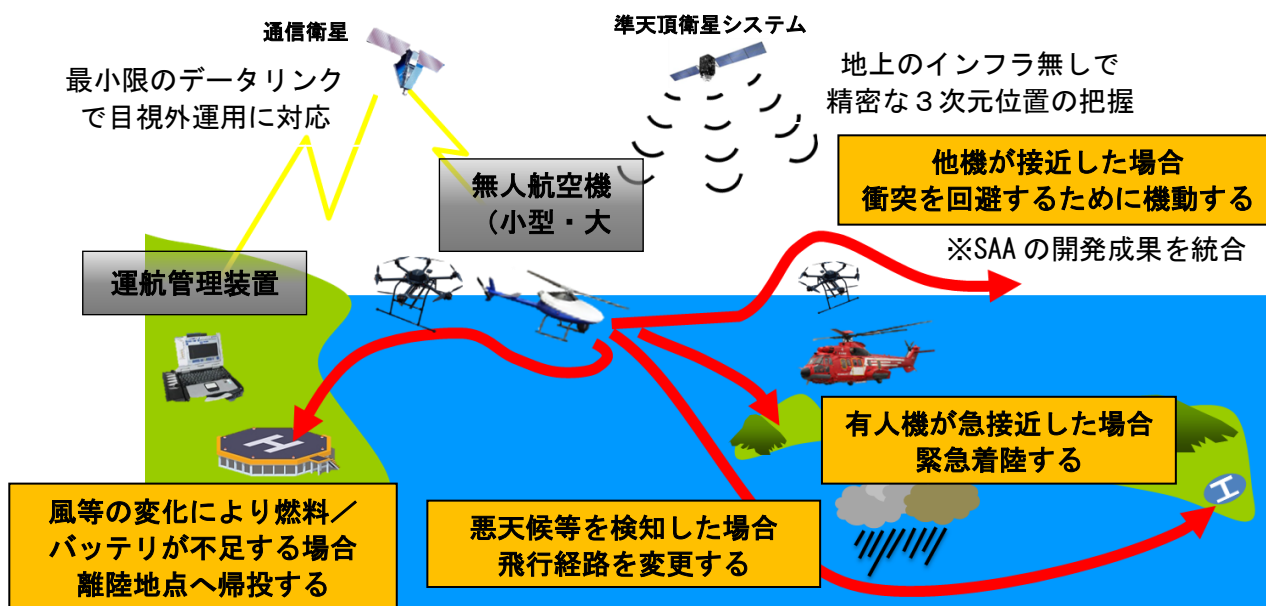 通信衛星
準天頂衛星システム
最小限のデータリンク
で目視外運用に対応
地上のインフラ無しで
精密な3次元位置の把握
他機が接近した場合
衝突を回避するために機動する
※SAAの開発成果を統合
無人航空機
(小型・大
運航管理装置
有人機が急接近した場合
緊急着陸する
風等の変化により燃料/
バッテリが不足する場合
離陸地点へ帰投する
悪天候等を検知した場合
飛行経路を変更する
H
H